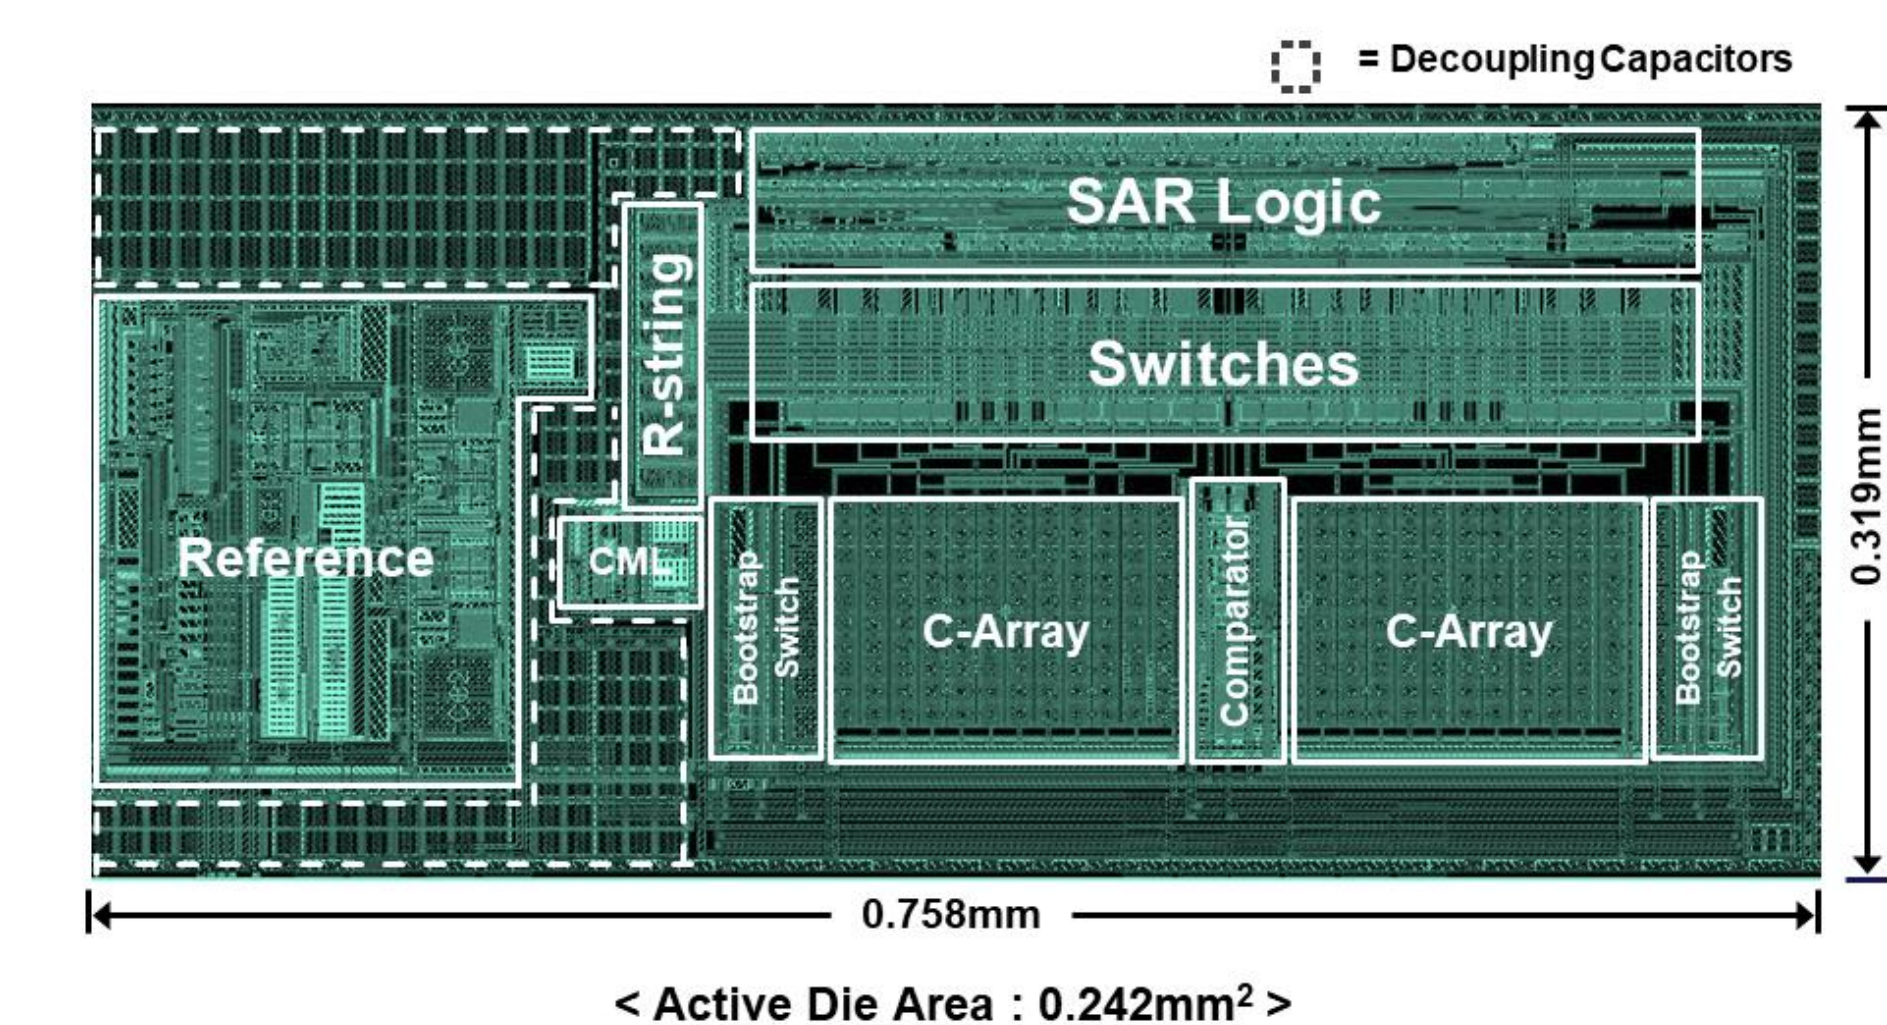 = Decoupling Capacitors
SAR Logic
R-string
Switches
Reference
CML
Bootstrap
Switch
C-Array
Comparator
C-Array
Bootstrap
Switch
0.319mm
0.758mm
< Active Die Area : 0.242mm² >